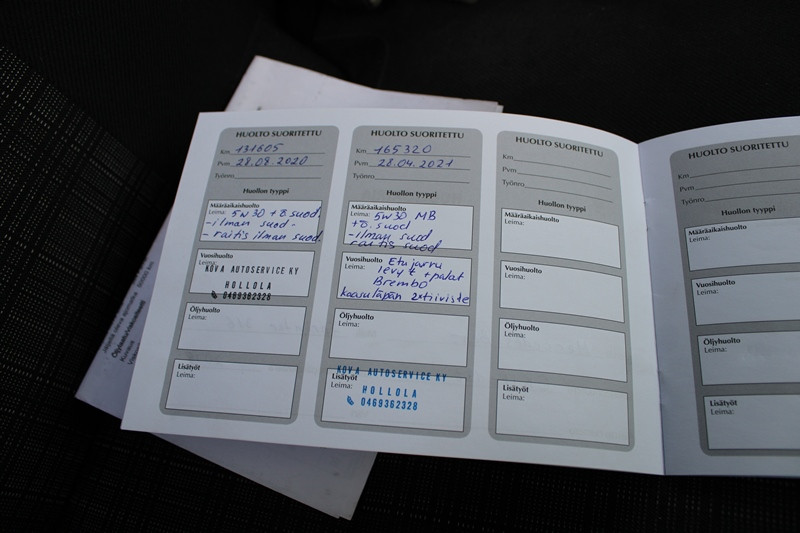 HUOLTO SUORITETTU
Km 131605
Pvm 28.08.2020
Työnro
Huollon tyyppi
Määräaikaishuolto
Leima: 5W30 + ö.suod.
- ilman suod -
- raitis ilman suod.
Vuosihuolto
KOVA AUTOSERVICE KY
HOLLOLA
0469362328
Öljyhuolto
Leima:
Lisätyöt
Leima:
HUOLTO SUORITETTU
Km 165320
Pvm 28.04.2021
Työnro
Huollon tyyppi
Määräaikaishuolto
Leima: 5W30 MB
+ö.suod
- ilman suod
raitis suod
Vuosihuolto
Leima: Etujarru
levyt + palat
Brembo
kaasuläpän
Öljyhuolto
Leima:
KOVA AUTOSERVICE KY
Lisätyöt
Leima:
HOLLOLA
0469362328
HUOLTO SUORITETTU
Km
Pvm
Työnro
Huollon tyyppi
Määräaikaishuolto
Leima:
Vuosihuolto
Leima:
Öljyhuolto
Leima:
Lisätyöt
Leima:
HUOLTO SUORITETTU
Km
Pvm
Työnro
Huollon tyyppi
Määräaikaishuolto
Leima:
Vuosihuolto
Leima:
Öljyhuolto
Leima:
Lisätyöt
Leima: